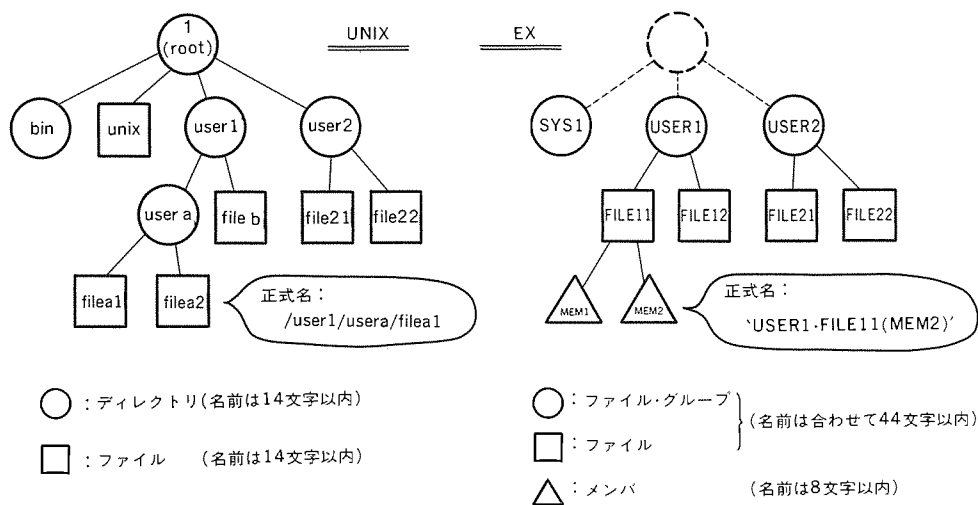 1
(root)
UNIX
EX
bin
unix
user1
user2
SYS1
USER1
USER2
user a
file b
file21
file22
FILE11
FILE12
FILE21
FILE22
filea1
filea2
正式名：
/user1/usera/filea1
MEM1
MEM2
正式名：
‘USER1·FILE11(MEM2)’
：ディレクトリ(名前は14文字以内)
：ファイル (名前は14文字以内)
：ファイル·グループ
：ファイル
(名前は合わせて44文字以内)
：メンバ (名前は8文字以内)